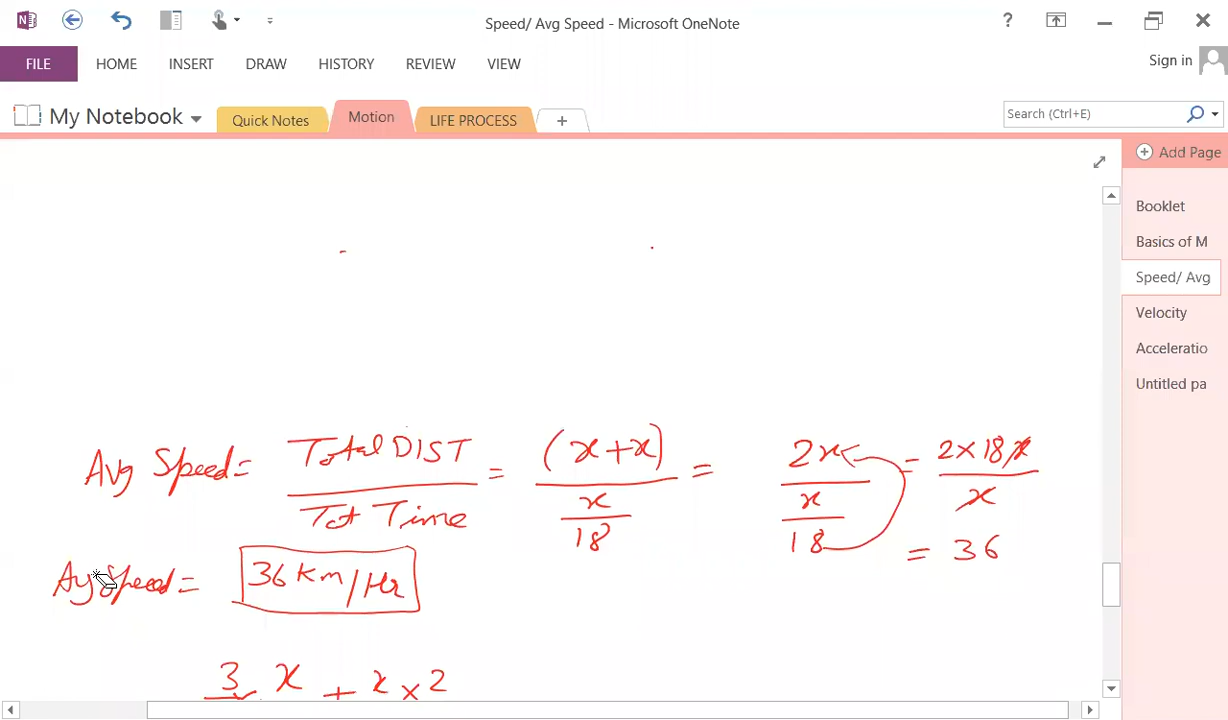 Speed/ Avg Speed - Microsoft OneNote
?
FILE HOME INSERT DRAW HISTORY REVIEW VIEW
Sign in
My Notebook
Quick Notes Motion LIFE PROCESS +
Search (Ctrl+E)
Add Page
Booklet
Basics of M
Speed/ Avg
Velocity
Acceleratio
Untitled pa
Avg Speed = Total DIST / Tot Time = (x+x) / x/18 = 2x / x/18 = 2×18x / x
= 36
Avg Speed = 36 Km/Hr
3 x + x × 2